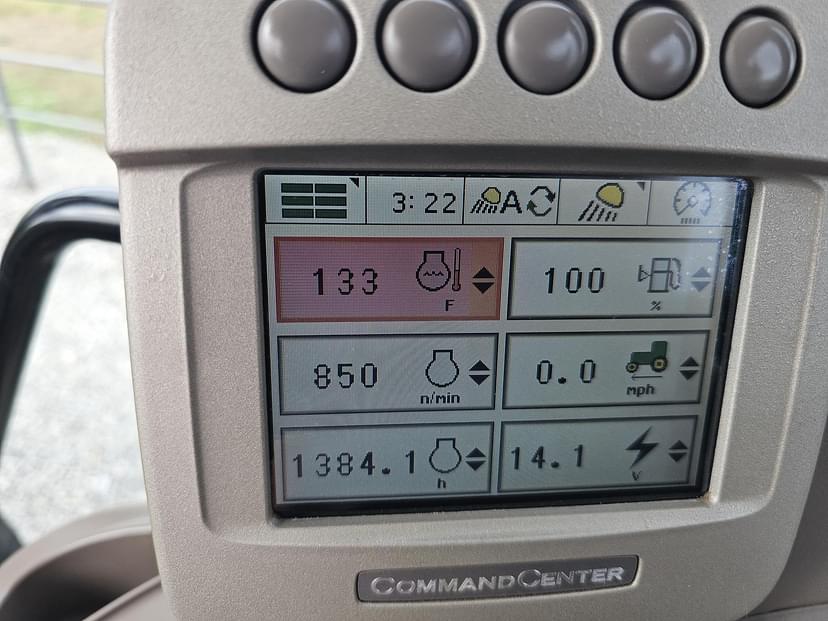 3:22 A
133 F
100 %
850 n/min
0.0 mph
1384.1 h
14.1 V
COMMANDCENTER